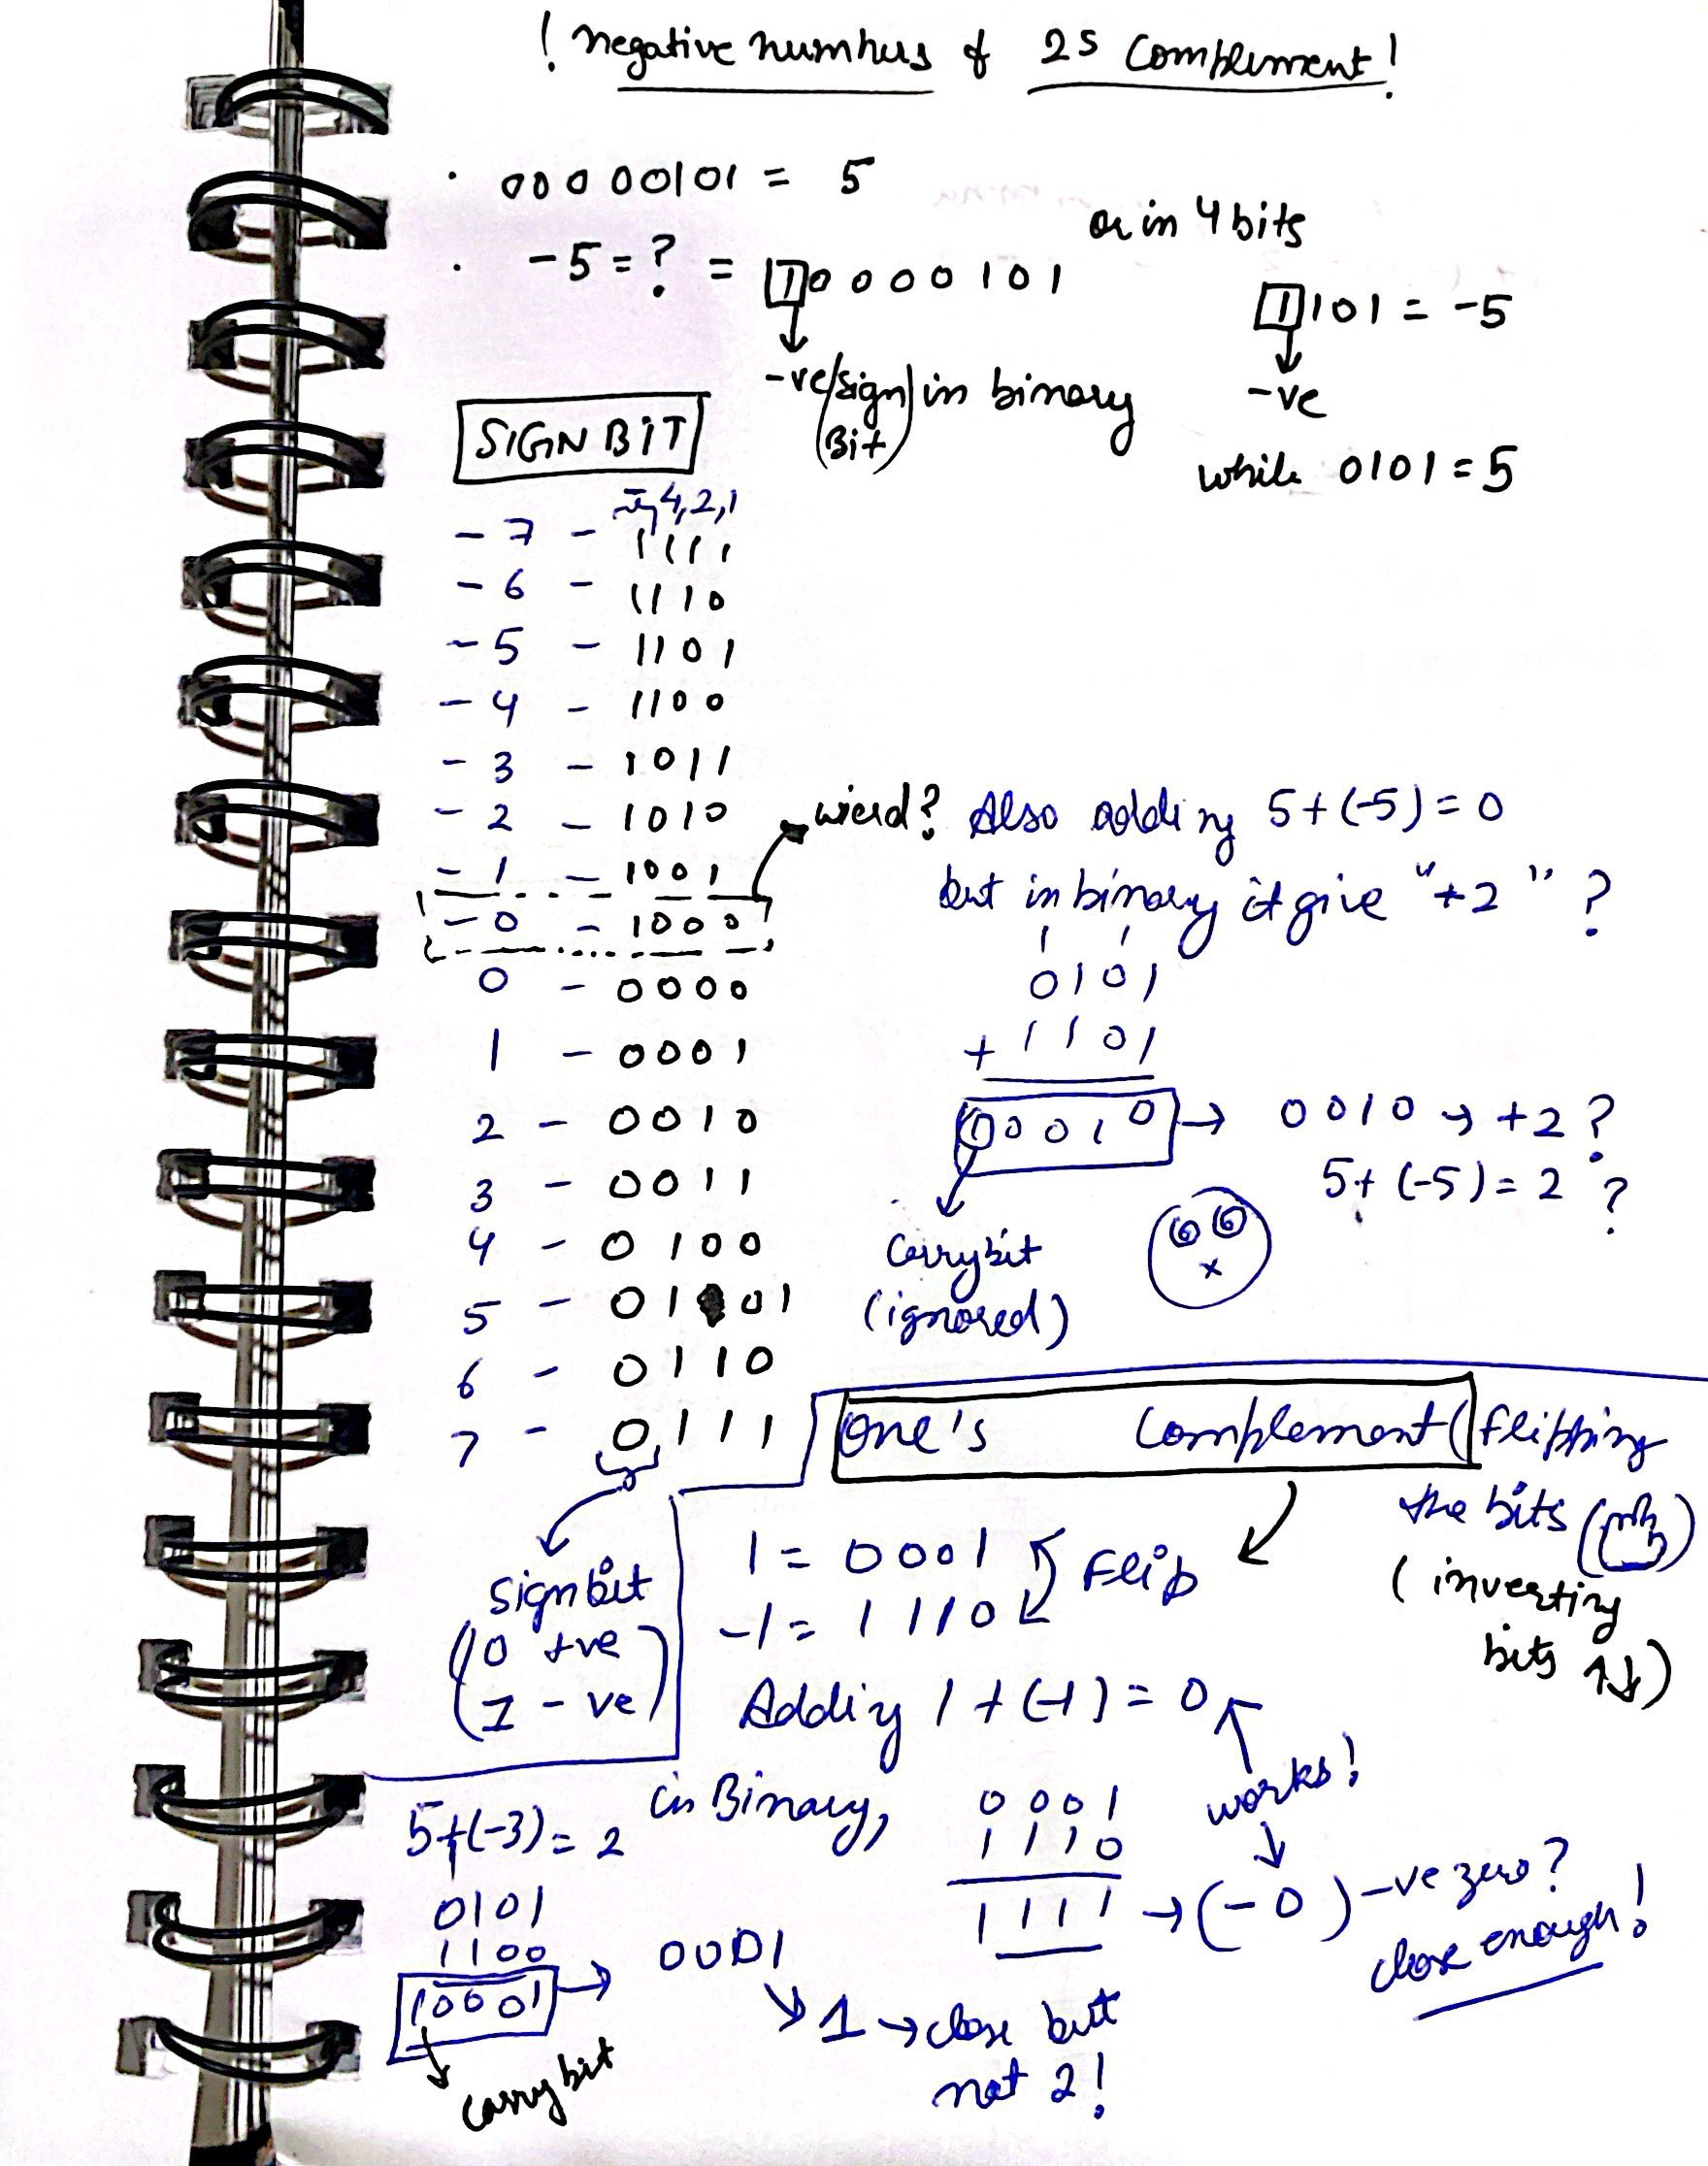 ! Negative numbers & 2s Complement!
· 00000101 = 5
· -5 = ? = 10000101
or in 4 bits
1101 = -5
-ve (sign Bit) in binary
-ve
while 0101 = 5
SIGN BIT
4,2,1
-7 - 1111
-6 - 1110
-5 - 1101
-4 - 1100
-3 - 1011
-2 - 1010
-1 - 1001
-0 - 1000
0 - 0000
1 - 0001
2 - 0010
3 - 0011
4 - 0100
5 - 0101
6 - 0110
7 - 0111
sign bit
(0 +ve
1 - ve)
wierd? Also adding 5+(-5)=0
but in binary it give "+2" ?
1 1
0101
+ 1101
10010 → 0010 → +2 ?
5+(-5) = 2 ?
Carry bit
(ignored)
One's Complement (flipping
the bits
(inverting
bits ↑↓)
1 = 0001
Flip
-1 = 1110
Adding 1 + (-1) = 0
works!
in Binary,
0001
1110
1111 → (-0) -ve zero?
close enough!
5+(-3) = 2
0101
1100
10001 → 0001
carry bit
1 → close but
not 2!